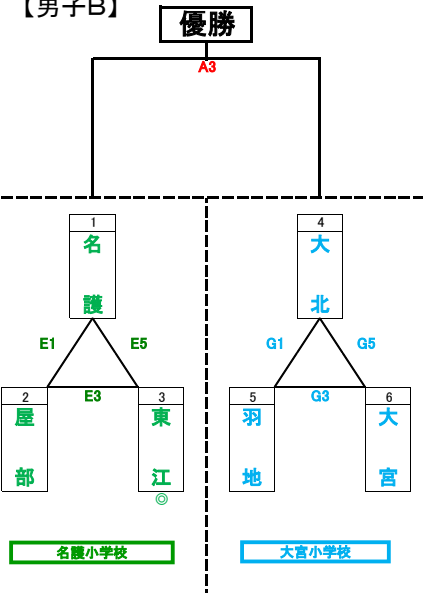 【男子B】
優勝
A3
1
名護
4
大北
E1
E5
G1
G5
E3
G3
2
屋部
3
東江
◎
5
羽地
6
大宮
名護小学校
大宮小学校